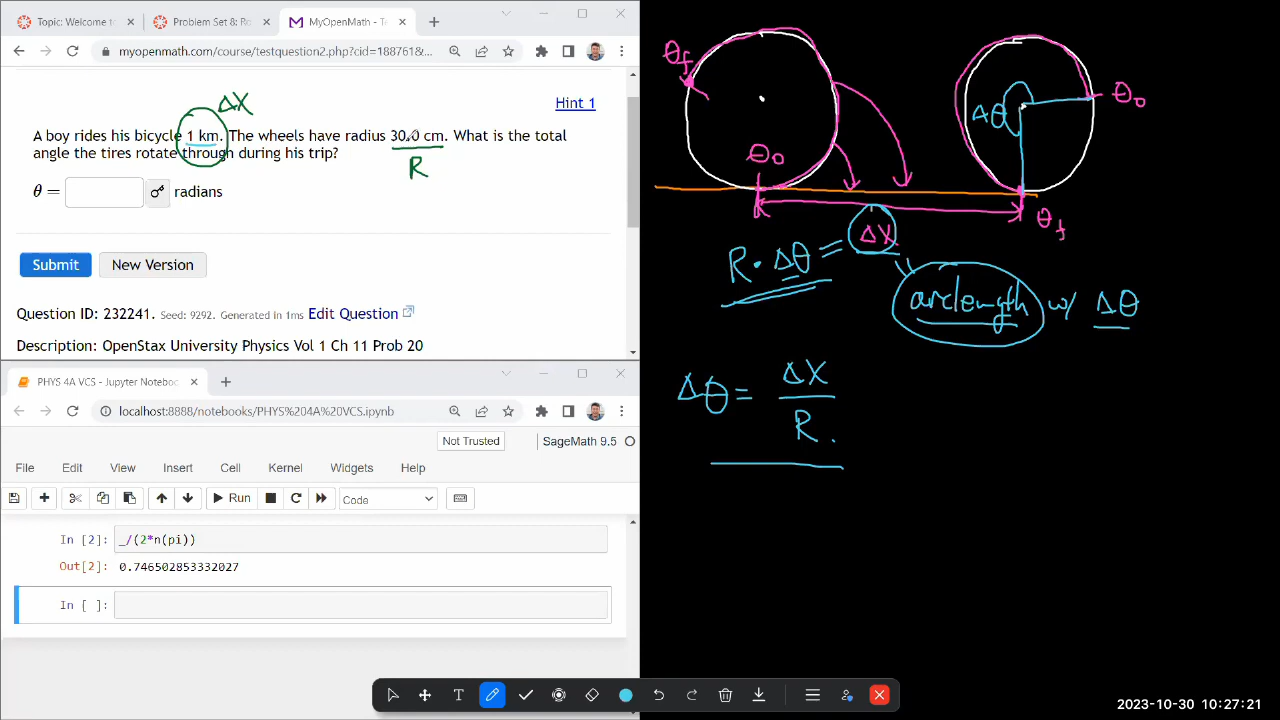 Topic: Welcome to
Problem Set & R
MyOpenMath - Te
myopenmath.com/course/testquestion2.php?cid=188761&...
Hint 1
ΔX
A boy rides his bicycle 1 km. The wheels have radius 30.0 cm. What is the total
angle the tires rotate through during his trip?
R
θ = radians
Submit
New Version
Question ID: 232241. Seed: 9292. Generated in 1ms Edit Question
Description: OpenStax University Physics Vol 1 Ch 11 Prob 20
PHYS 4A VCS - Jupyter Noteboo
localhost:8888/notebooks/PHYS%204A%20VCS.ipynb
Not Trusted
SageMath 9.5
File Edit View Insert Cell Kernel Widgets Help
Run
Code
In [2]: _/(2*n(pi))
Out[2]: 0.746502853332027
In [ ]:
θf
θ0
Δθ
θ0
θf
ΔX
R · Δθ = ΔX
arclength w/ Δθ
Δθ = ΔX
R
T
2023-10-30 10:27:21